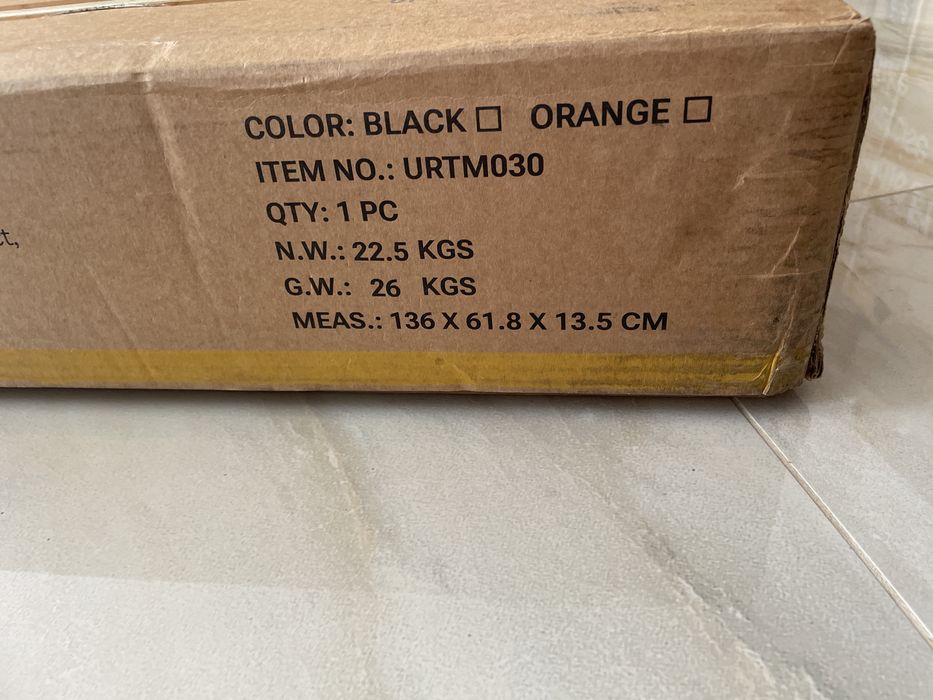 COLOR: BLACK ☐ ORANGE ☐
ITEM NO.: URTM030
QTY: 1 PC
N.W.: 22.5 KGS
G.W.: 26 KGS
MEAS.: 136 X 61.8 X 13.5 CM